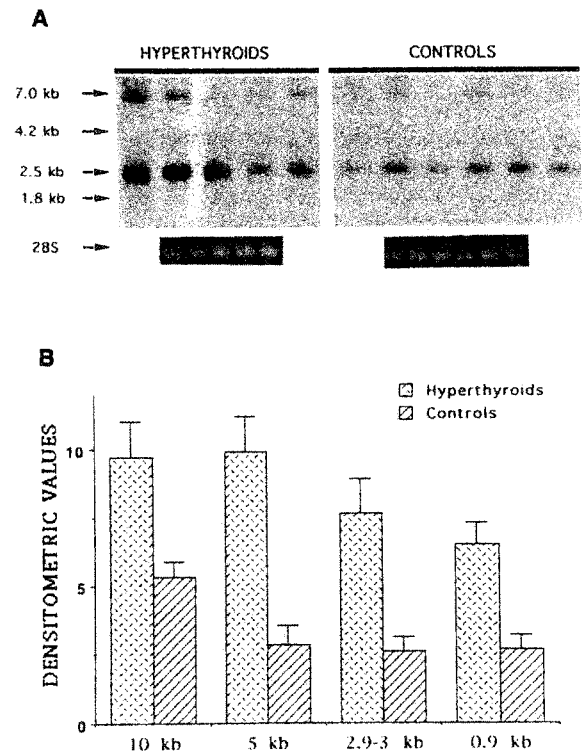 A
HYPERTHYROIDS CONTROLS
7.0 kb
4.2 kb
2.5 kb
1.8 kb
28S
B
Hyperthyroids
Controls
DENSITOMETRIC VALUES
10
5
0
10 kb 5 kb 2.9-3 kb 0.9 kb